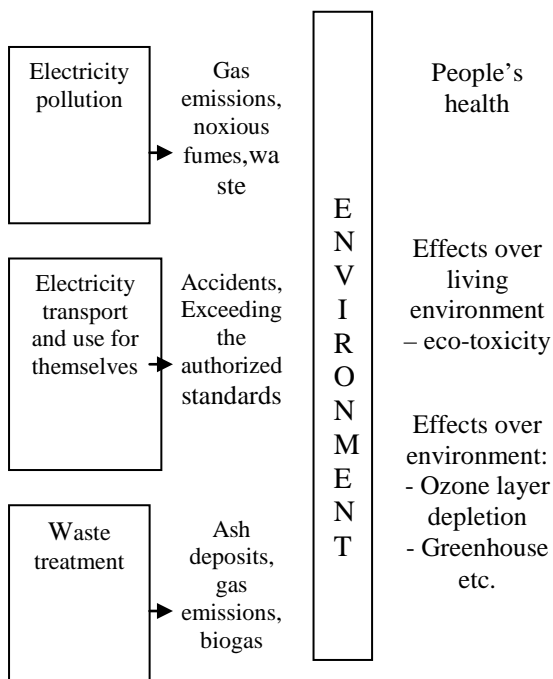 Electricity
pollution
Gas
emissions,
noxious
fumes,wa
ste
Electricity
transport
and use for
themselves
Accidents,
Exceeding
the
authorized
standards
Waste
treatment
Ash
deposits,
gas
emissions,
biogas
E
N
V
I
R
O
N
M
E
N
T
People’s
health
Effects over
living
environment
– eco-toxicity
Effects over
environment:
- Ozone layer
depletion
- Greenhouse
etc.